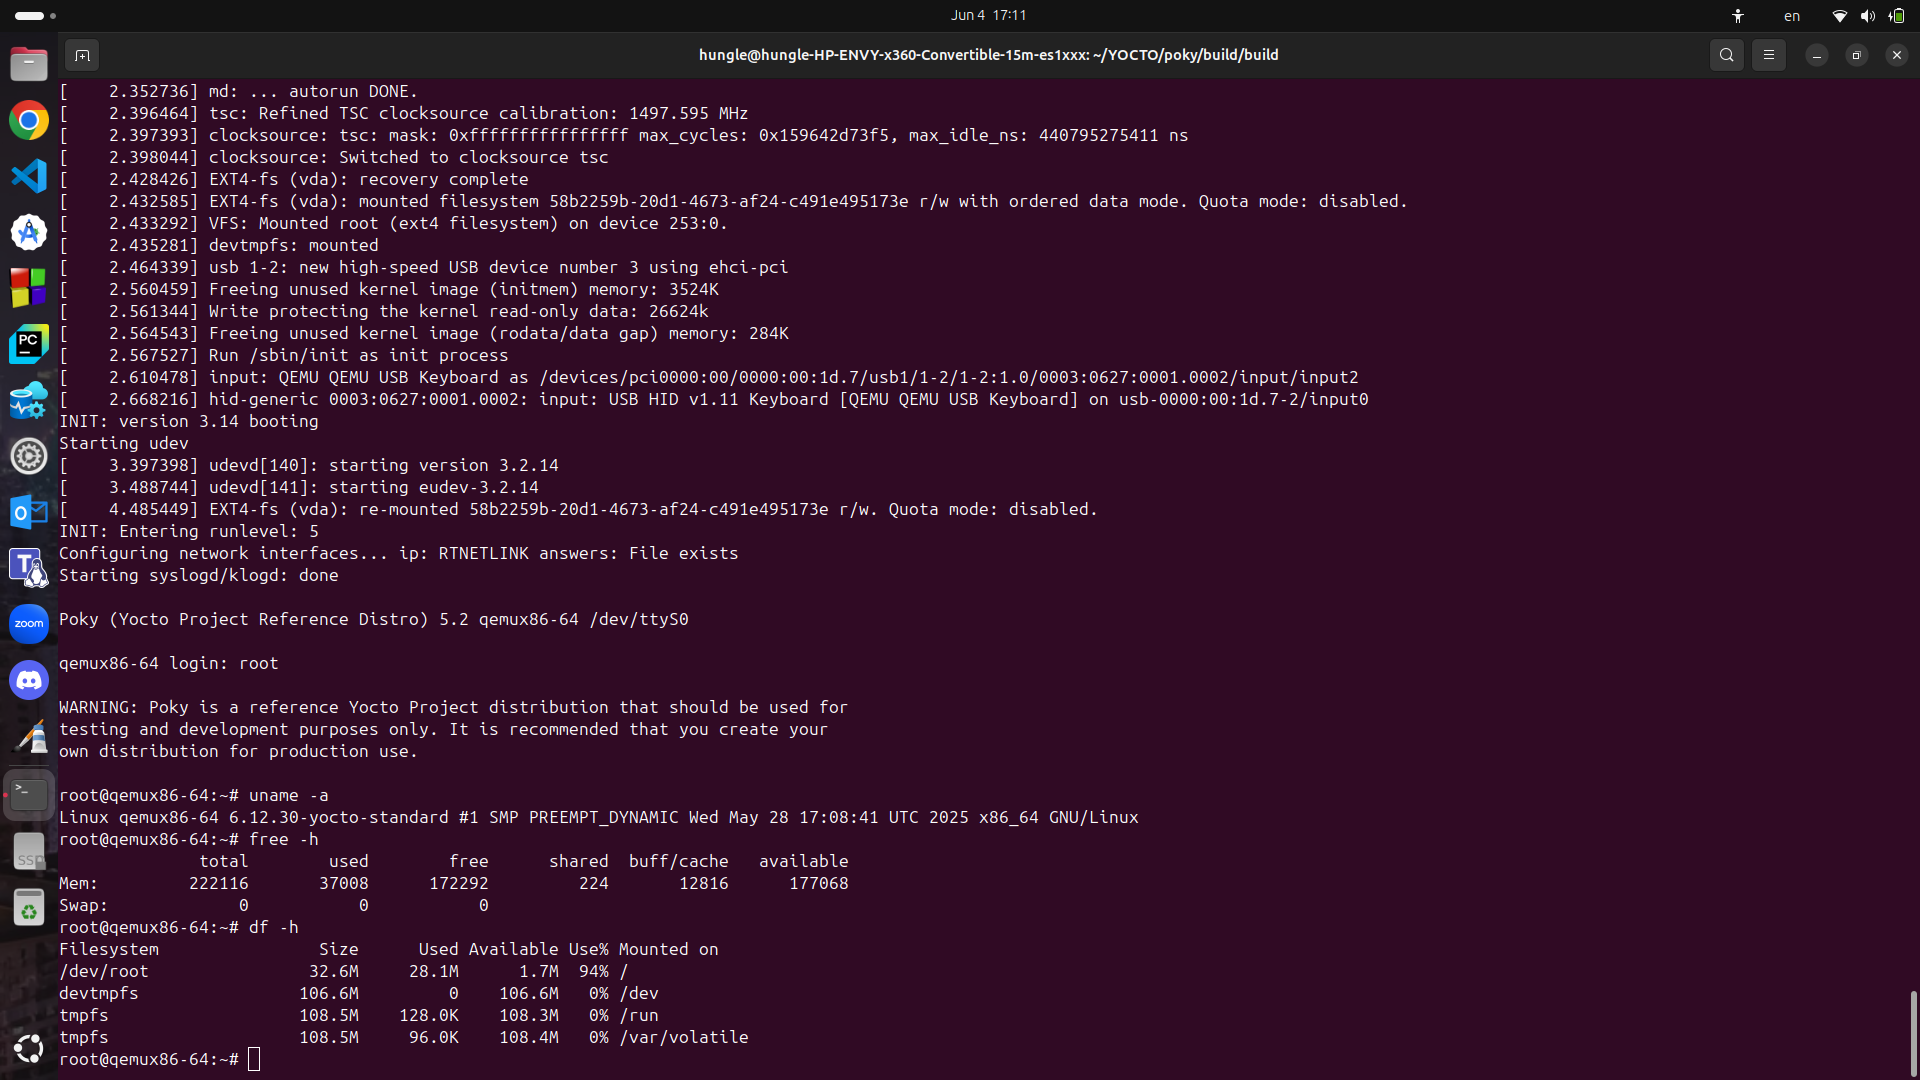 Jun 4 17:11
en
hungle@hungle-HP-ENVY-x360-Convertible-15m-es1xxx: ~/YOCTO/poky/build/build
[    2.352736] md: ... autorun DONE.
[    2.396464] tsc: Refined TSC clocksource calibration: 1497.595 MHz
[    2.397393] clocksource: tsc: mask: 0xffffffffffffffff max_cycles: 0x159642d73f5, max_idle_ns: 440795275411 ns
[    2.398044] clocksource: Switched to clocksource tsc
[    2.428426] EXT4-fs (vda): recovery complete
[    2.432585] EXT4-fs (vda): mounted filesystem 58b2259b-20d1-4673-af24-c491e495173e r/w with ordered data mode. Quota mode: disabled.
[    2.433292] VFS: Mounted root (ext4 filesystem) on device 253:0.
[    2.435281] devtmpfs: mounted
[    2.464339] usb 1-2: new high-speed USB device number 3 using ehci-pci
[    2.560459] Freeing unused kernel image (initmem) memory: 3524K
[    2.561344] Write protecting the kernel read-only data: 26624k
[    2.564543] Freeing unused kernel image (rodata/data gap) memory: 284K
[    2.567527] Run /sbin/init as init process
[    2.610478] input: QEMU QEMU USB Keyboard as /devices/pci0000:00/0000:00:1d.7/usb1/1-2/1-2:1.0/0003:0627:0001.0002/input/input2
[    2.668216] hid-generic 0003:0627:0001.0002: input: USB HID v1.11 Keyboard [QEMU QEMU USB Keyboard] on usb-0000:00:1d.7-2/input0
INIT: version 3.14 booting
Starting udev
[    3.397398] udevd[140]: starting version 3.2.14
[    3.488744] udevd[141]: starting eudev-3.2.14
[    4.485449] EXT4-fs (vda): re-mounted 58b2259b-20d1-4673-af24-c491e495173e r/w. Quota mode: disabled.
INIT: Entering runlevel: 5
Configuring network interfaces... ip: RTNETLINK answers: File exists
Starting syslogd/klogd: done
Poky (Yocto Project Reference Distro) 5.2 qemux86-64 /dev/ttyS0
qemux86-64 login: root
WARNING: Poky is a reference Yocto Project distribution that should be used for
testing and development purposes only. It is recommended that you create your
own distribution for production use.
root@qemux86-64:~# uname -a
Linux qemux86-64 6.12.30-yocto-standard #1 SMP PREEMPT_DYNAMIC Wed May 28 17:08:41 UTC 2025 x86_64 GNU/Linux
root@qemux86-64:~# free -h
              total        used        free      shared  buff/cache   available
Mem:         222116       37008      172292         224       12816      177068
Swap:             0           0           0
root@qemux86-64:~# df -h
Filesystem                Size      Used Available Use% Mounted on
/dev/root                32.6M     28.1M      1.7M  94% /
devtmpfs                106.6M         0    106.6M   0% /dev
tmpfs                   108.5M    128.0K    108.3M   0% /run
tmpfs                   108.5M     96.0K    108.4M   0% /var/volatile
root@qemux86-64:~#
PC
T
zoom
>_
ssp